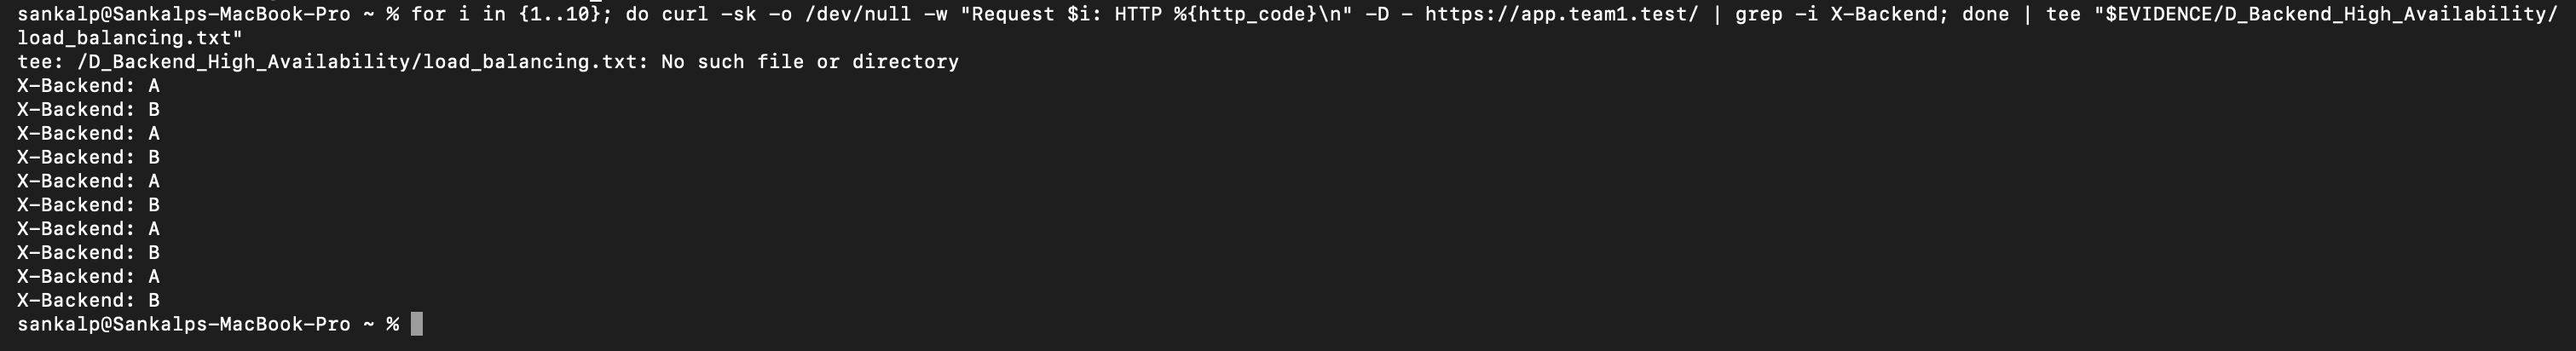 sankalp@Sankalps-MacBook-Pro ~ % for i in {1..10}; do curl -sk -o /dev/null -w "Request $i: HTTP %{http_code}\n" -D - https://app.team1.test/ | grep -i X-Backend; done | tee "$EVIDENCE/D_Backend_High_Availability/
load_balancing.txt"
tee: /D_Backend_High_Availability/load_balancing.txt: No such file or directory
X-Backend: A
X-Backend: B
X-Backend: A
X-Backend: B
X-Backend: A
X-Backend: B
X-Backend: A
X-Backend: B
X-Backend: A
X-Backend: B
sankalp@Sankalps-MacBook-Pro ~ %